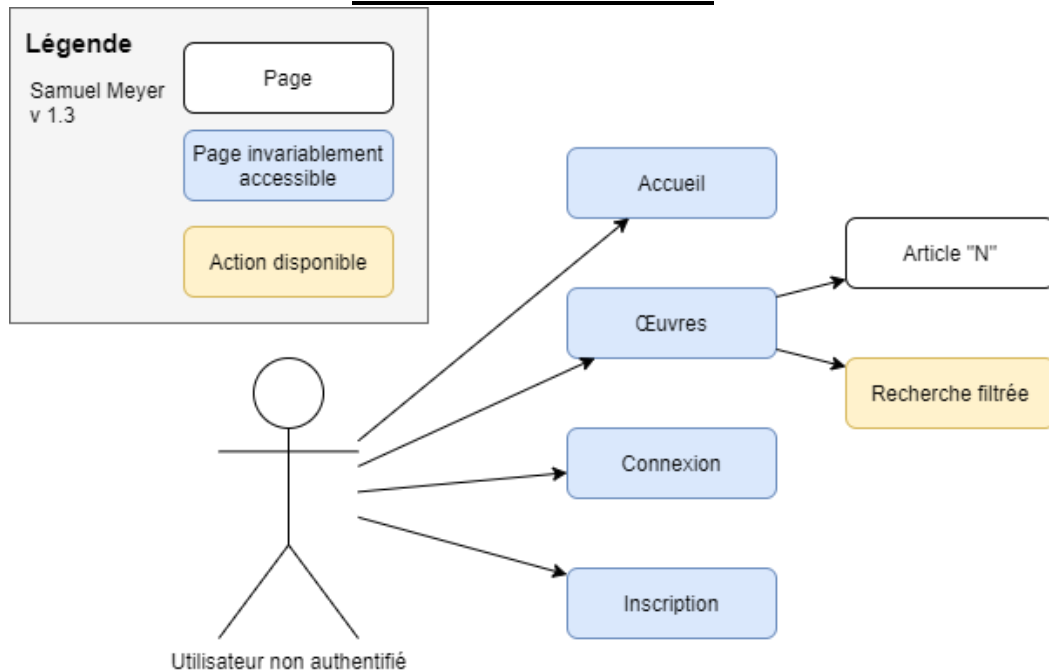 Légende
Samuel Meyer
v 1.3
Page
Page invariablement
accessible
Action disponible
Accueil
Article "N"
Œuvres
Recherche filtrée
Connexion
Inscription
Utilisateur non authentifié